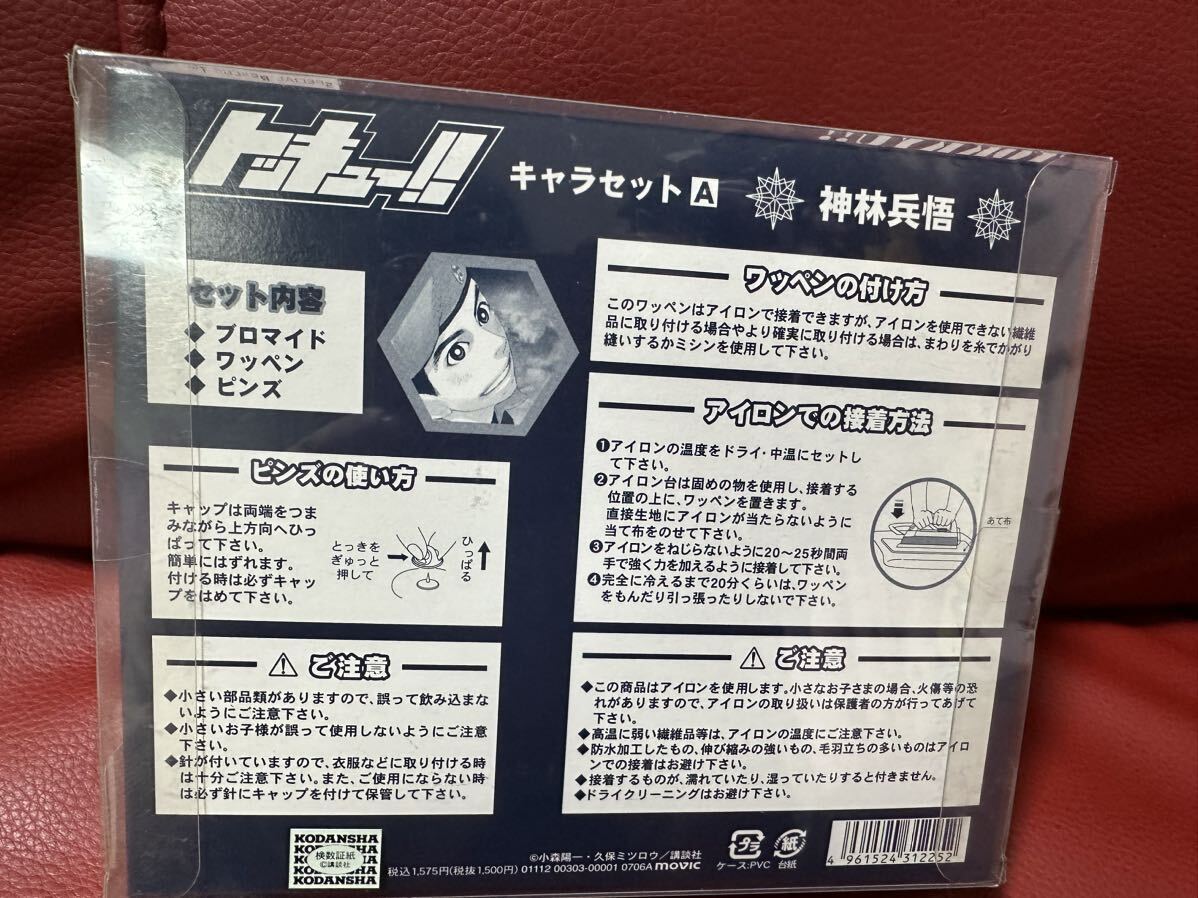 トッキュー!!
キャラセット A
神林兵悟
セット内容
◆ ブロマイド
◆ ワッペン
◆ ピンズ
ワッペンの付け方
このワッペンはアイロンで接着できますが、アイロンを使用できない繊維
品に取り付ける場合やより確実に取り付ける場合は、まわりを糸でかがり
縫いするかミシンを使用して下さい。
アイロンでの接着方法
❶アイロンの温度をドライ・中温にセットし
て下さい。
❷アイロン台は固めの物を使用し、接着する
位置の上に、ワッペンを置きます。
直接生地にアイロンが当たらないように
当て布をのせて下さい。
❸アイロンをねじらないように20〜25秒間両
手で強く力を加えるように接着して下さい。
❹完全に冷えるまで20分くらいは、ワッペン
をもんだり引っ張ったりしないで下さい。
あて布
ピンズの使い方
キャップは両端をつま
みながら上方向へひっ
ぱって下さい。
簡単にはずれます。
付ける時は必ずキャッ
プをはめて下さい。
とっきを
ぎゅっと
押して
ひっぱる
⚠ ご注意
◆小さい部品類がありますので、誤って飲み込まな
いようにご注意下さい。
◆小さいお子様が誤って使用しないようにご注意
下さい。
◆針が付いていますので、衣服などに取り付ける時
は十分ご注意下さい。また、ご使用にならない時
は必ず針にキャップを付けて保管して下さい。
⚠ ご注意
◆この商品はアイロンを使用します。小さなお子さまの場合、火傷等の恐
れがありますので、アイロンの取り扱いは保護者の方が行ってあげて
下さい。
◆高温に弱い繊維品等は、アイロンの温度にご注意下さい。
◆防水加工したもの、伸び縮みの強いもの、毛羽立ちの多いものはアイロ
ンでの接着はお避け下さい。
◆接着するものが、濡れていたり、湿っていたりすると付きません。
◆ドライクリーニングはお避け下さい。
KODANSHA
検数証紙
©講談社
KODANSHA
©小森陽一・久保ミツロウ／講談社
税込1,575円(税抜1,500円) 01112 00303-00001 0706A movic
プラ
ケース:PVC
紙
台紙
4 961524 312252